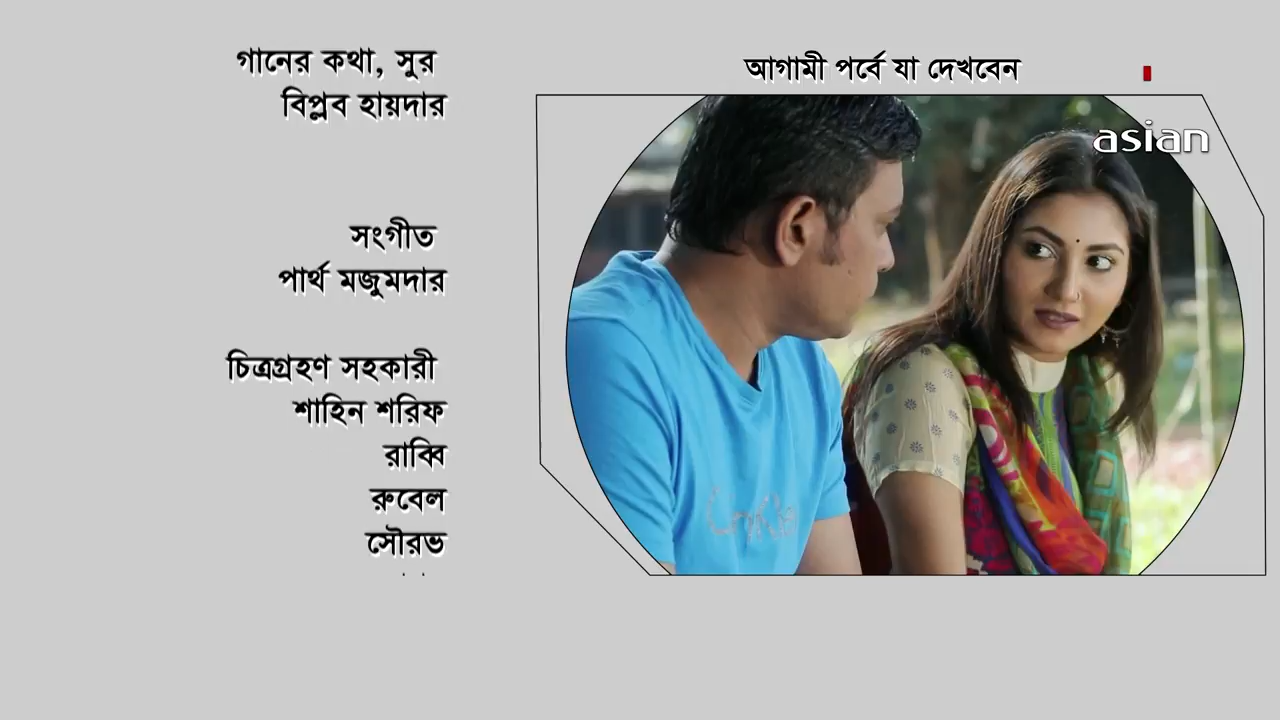 গানের কথা, সুর
বিপ্লব হায়দার
সংগীত
পার্থ মজুমদার
চিত্রগ্রহণ সহকারী
শাহিন শরিফ
রাব্বি
রুবেল
সৌরভ
আগামী পর্বে যা দেখবেন
asian